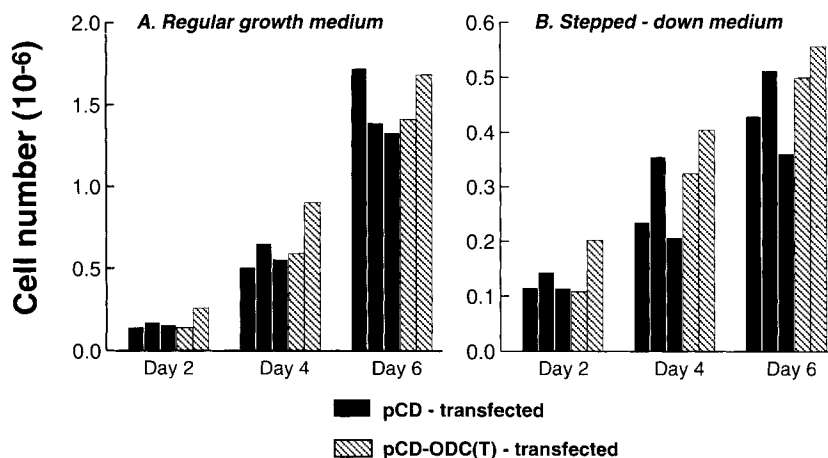 A. Regular growth medium
B. Stepped - down medium
Cell number (10-6)
2.0
1.5
1.0
0.5
0.0
Day 2
Day 4
Day 6
0.6
0.5
0.4
0.3
0.2
0.1
0.0
Day 2
Day 4
Day 6
pCD - transfected
pCD-ODC(T) - transfected